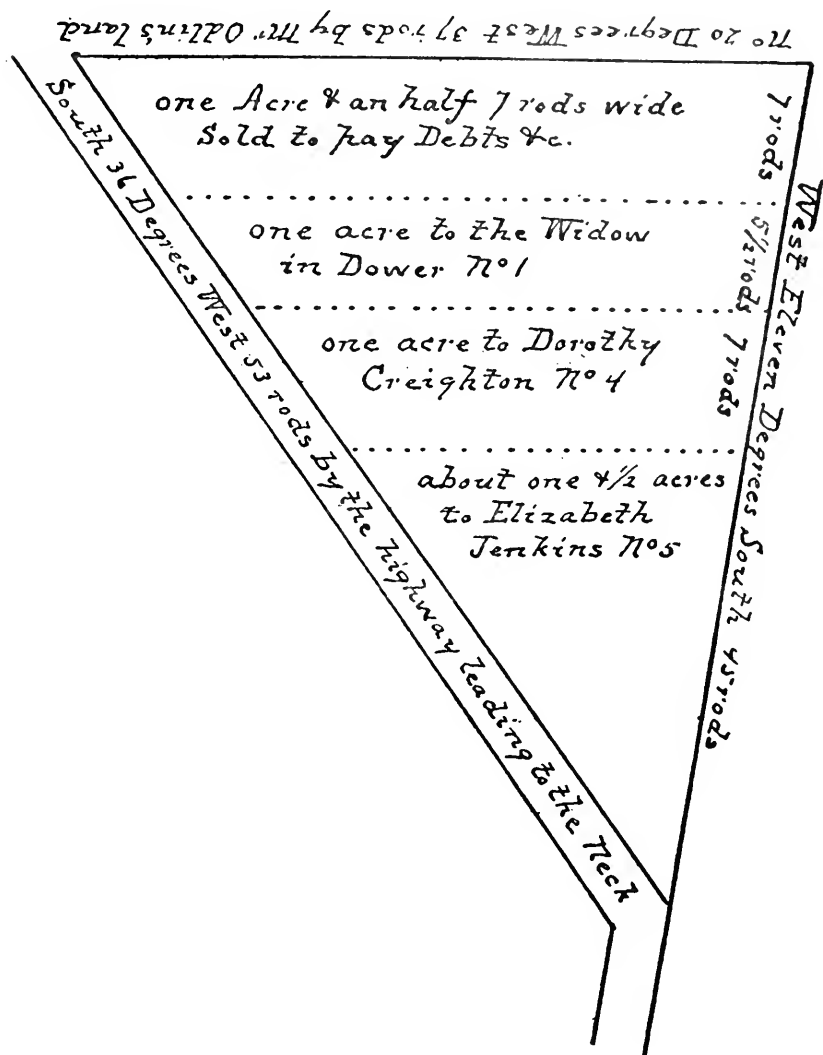 No 20 Degrees West 37 rods by Mr Odlin's land
one Acre & an half 7 rods wide
Sold to pay Debts &c.
7 rods
one acre to the Widow
in Dower No 1
5 1/2 rods
one acre to Dorothy
Creighton No 4
7 rods
about one & 1/2 acres
to Elizabeth
Jenkins No 5
West Eleven Degrees South 45 rods
South 36 Degrees West 53 rods by the highway leading to the Neck